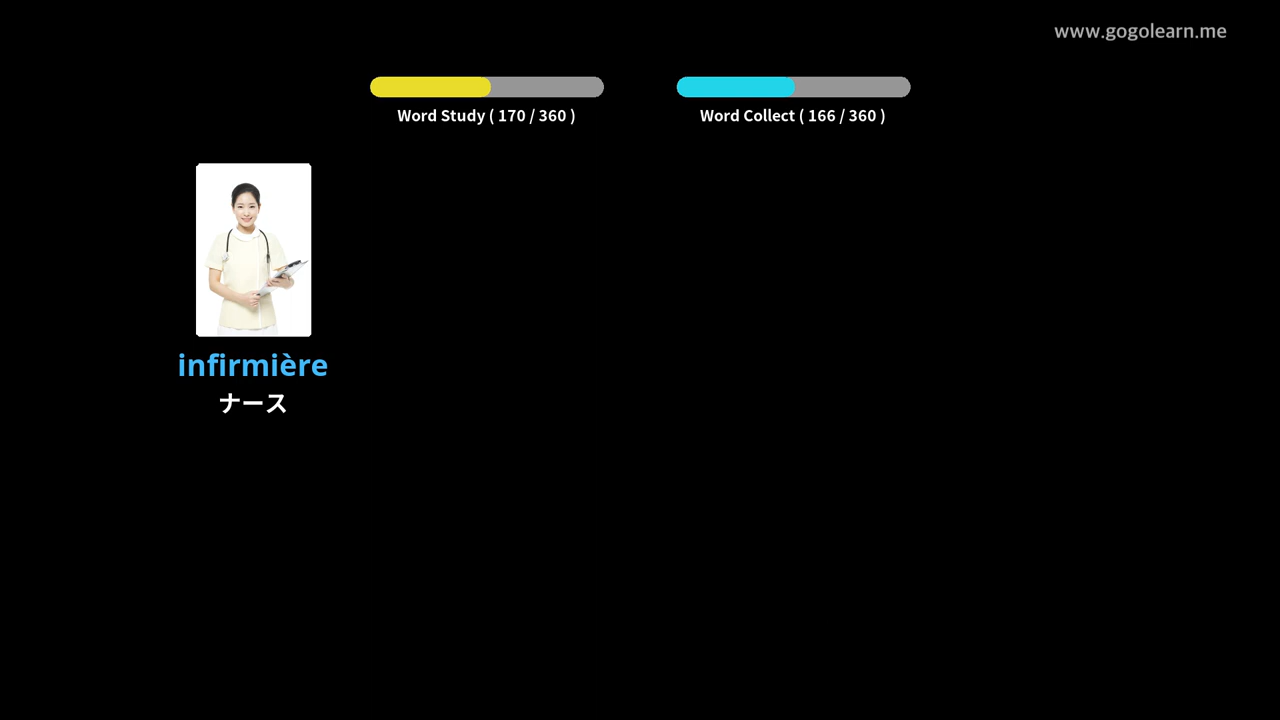 www.gogolearn.me
Word Study ( 170 / 360 )
Word Collect ( 166 / 360 )
infirmière
ナース